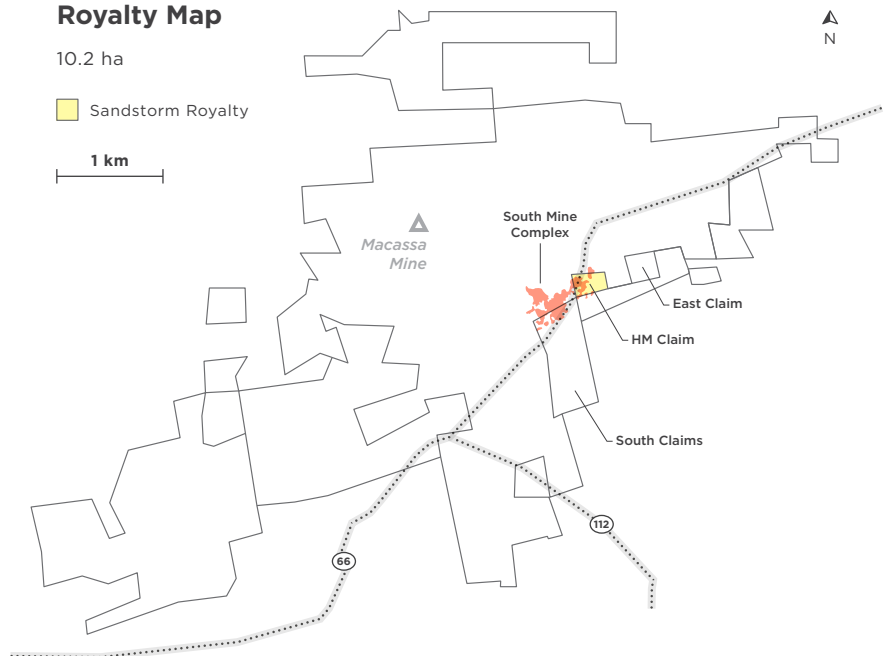 Royalty Map
10.2 ha
N
Sandstorm Royalty
1 km
South Mine
Complex
Macassa
Mine
East Claim
HM Claim
South Claims
112
66